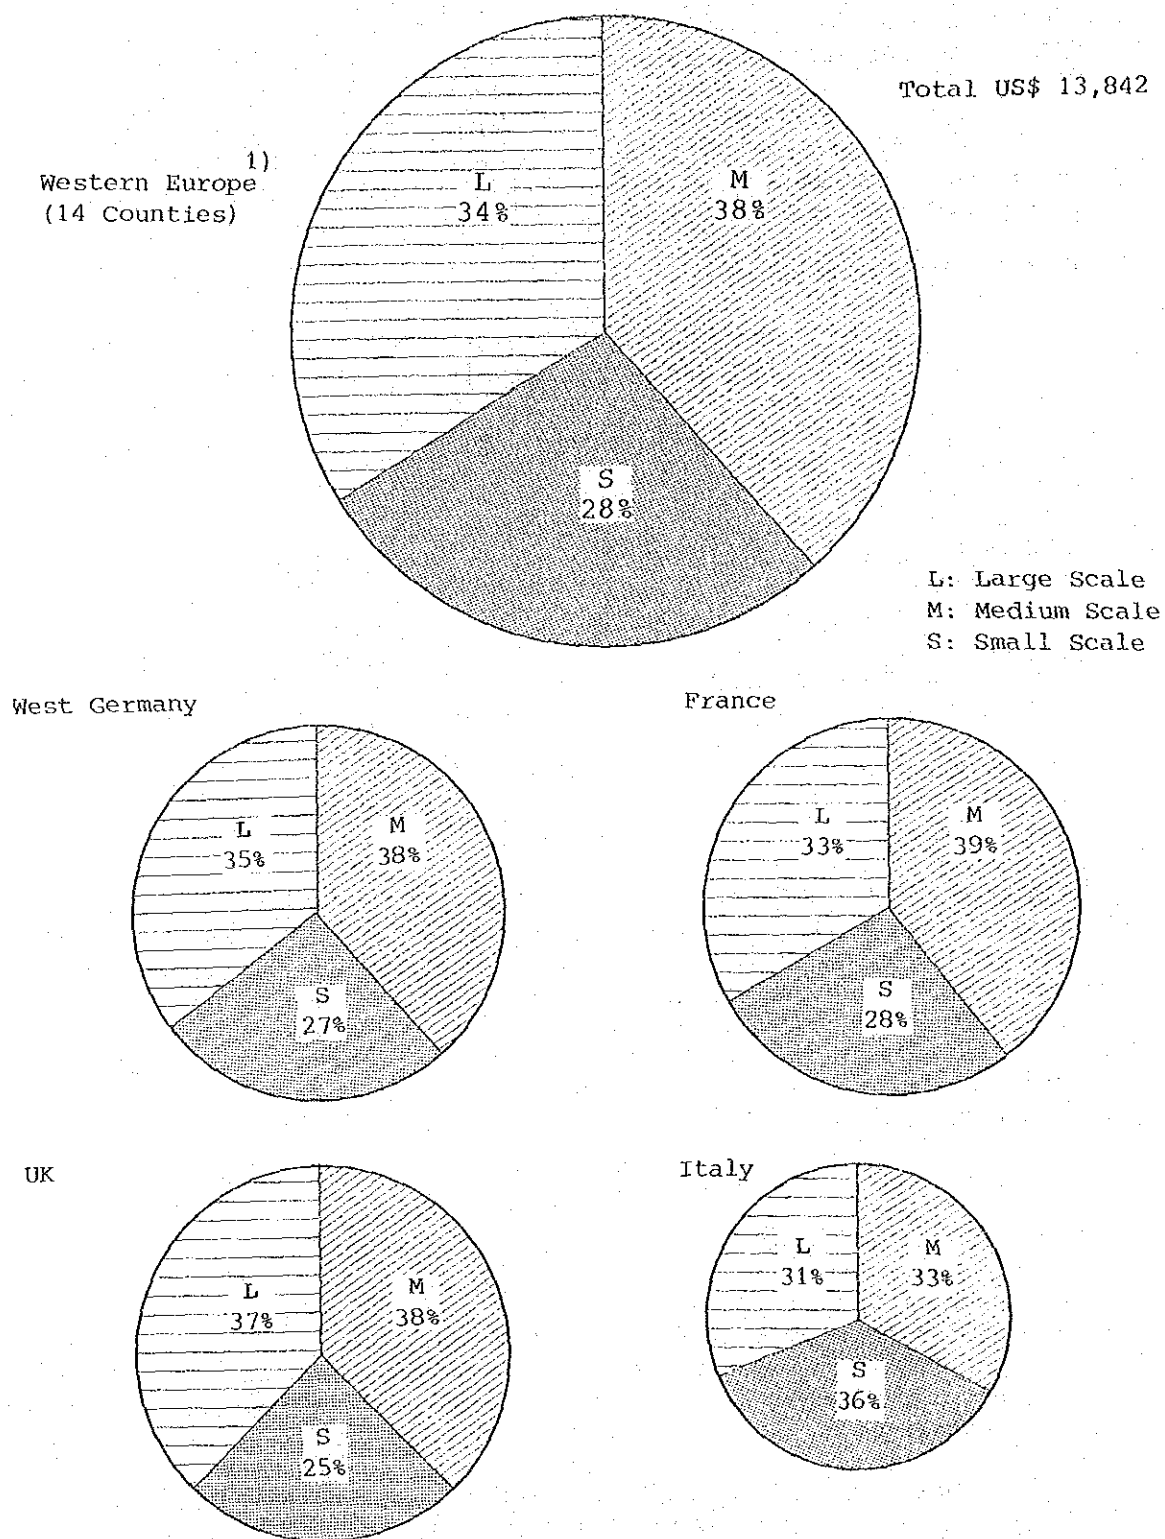 Total US$ 13,842
1)
Western Europe
(14 Counties)
L
34%
M
38%
S
28%
L: Large Scale
M: Medium Scale
S: Small Scale
West Germany
L
35%
M
38%
S
27%
France
L
33%
M
39%
S
28%
UK
L
37%
M
38%
S
25%
Italy
L
31%
M
33%
S
36%